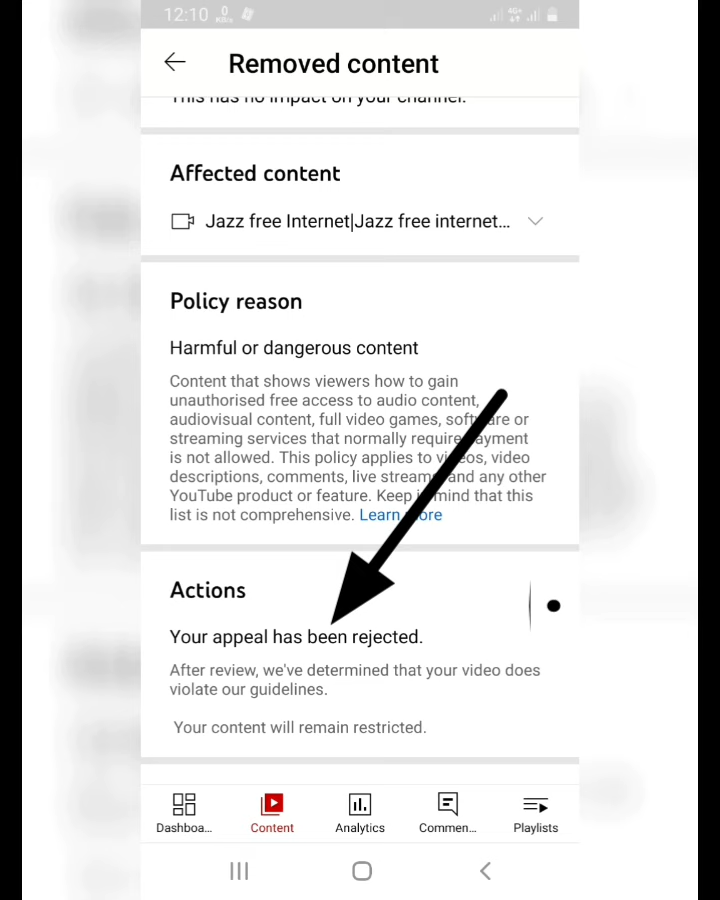 12:10 0 KB/s 4G+
Removed content
This has no impact on your channel.
Affected content
Jazz free Internet|Jazz free internet...
Policy reason
Harmful or dangerous content
Content that shows viewers how to gain
unauthorised free access to audio content,
audiovisual content, full video games, software or
streaming services that normally require payment
is not allowed. This policy applies to videos, video
descriptions, comments, live streams and any other
YouTube product or feature. Keep in mind that this
list is not comprehensive. Learn more
Actions
Your appeal has been rejected.
After review, we've determined that your video does
violate our guidelines.
Your content will remain restricted.
Dashboa... Content Analytics Commen... Playlists